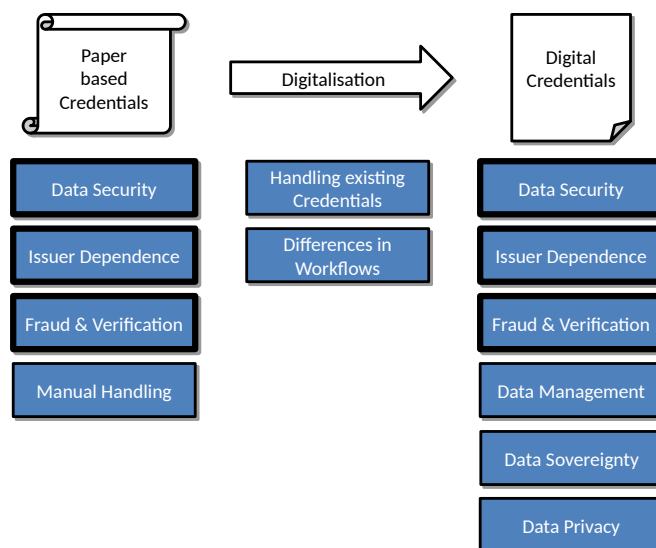 Paper
based
Credentials
Digitalisation
Digital
Credentials
Data Security
Issuer Dependence
Fraud & Verification
Manual Handling
Handling existing
Credentials
Differences in
Workflows
Data Security
Issuer Dependence
Fraud & Verification
Data Management
Data Sovereignty
Data Privacy